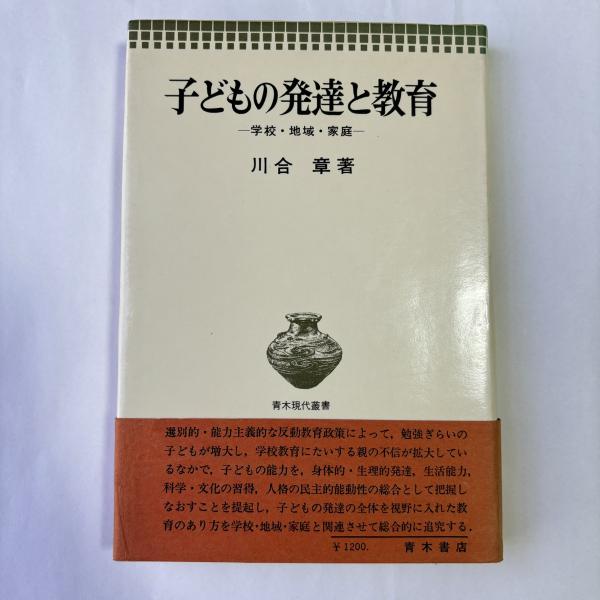 子どもの発達と教育
―学校・地域・家庭―
川合 章著
青木現代叢書
選別的・能力主義的な反動教育政策によって，勉強ぎらいの
子どもが増大し，学校教育にたいする親の不信が拡大してい
るなかで，子どもの能力を，身体的・生理的発達，生活能力，
科学・文化の習得，人格の民主的能動性の総合として把握し
なおすことを提起し，子どもの発達の全体を視野に入れた教
育のあり方を学校・地域・家庭と関連させて総合的に追究する．
￥1200. 青木書店